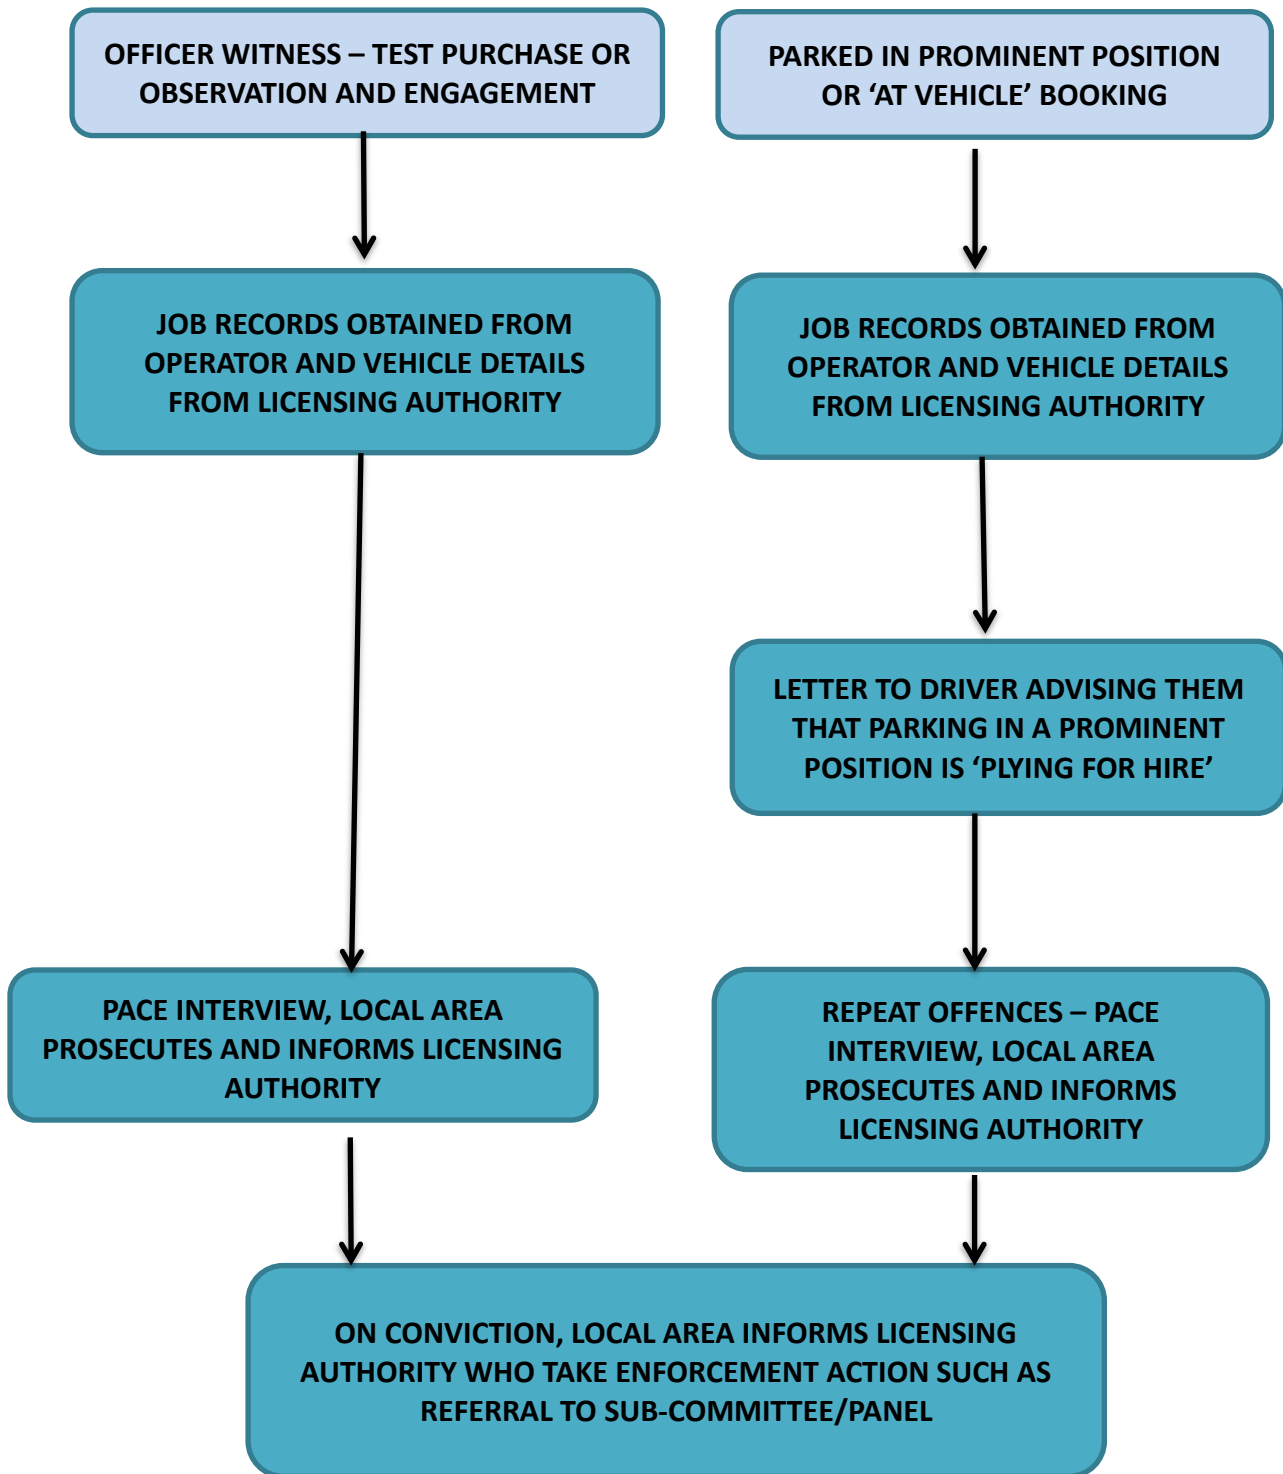 OFFICER WITNESS – TEST PURCHASE OR
OBSERVATION AND ENGAGEMENT
PARKED IN PROMINENT POSITION
OR ‘AT VEHICLE’ BOOKING
JOB RECORDS OBTAINED FROM
OPERATOR AND VEHICLE DETAILS
FROM LICENSING AUTHORITY
JOB RECORDS OBTAINED FROM
OPERATOR AND VEHICLE DETAILS
FROM LICENSING AUTHORITY
LETTER TO DRIVER ADVISING THEM
THAT PARKING IN A PROMINENT
POSITION IS ‘PLYING FOR HIRE’
PACE INTERVIEW, LOCAL AREA
PROSECUTES AND INFORMS LICENSING
AUTHORITY
REPEAT OFFENCES – PACE
INTERVIEW, LOCAL AREA
PROSECUTES AND INFORMS
LICENSING AUTHORITY
ON CONVICTION, LOCAL AREA INFORMS LICENSING
AUTHORITY WHO TAKE ENFORCEMENT ACTION SUCH AS
REFERRAL TO SUB-COMMITTEE/PANEL